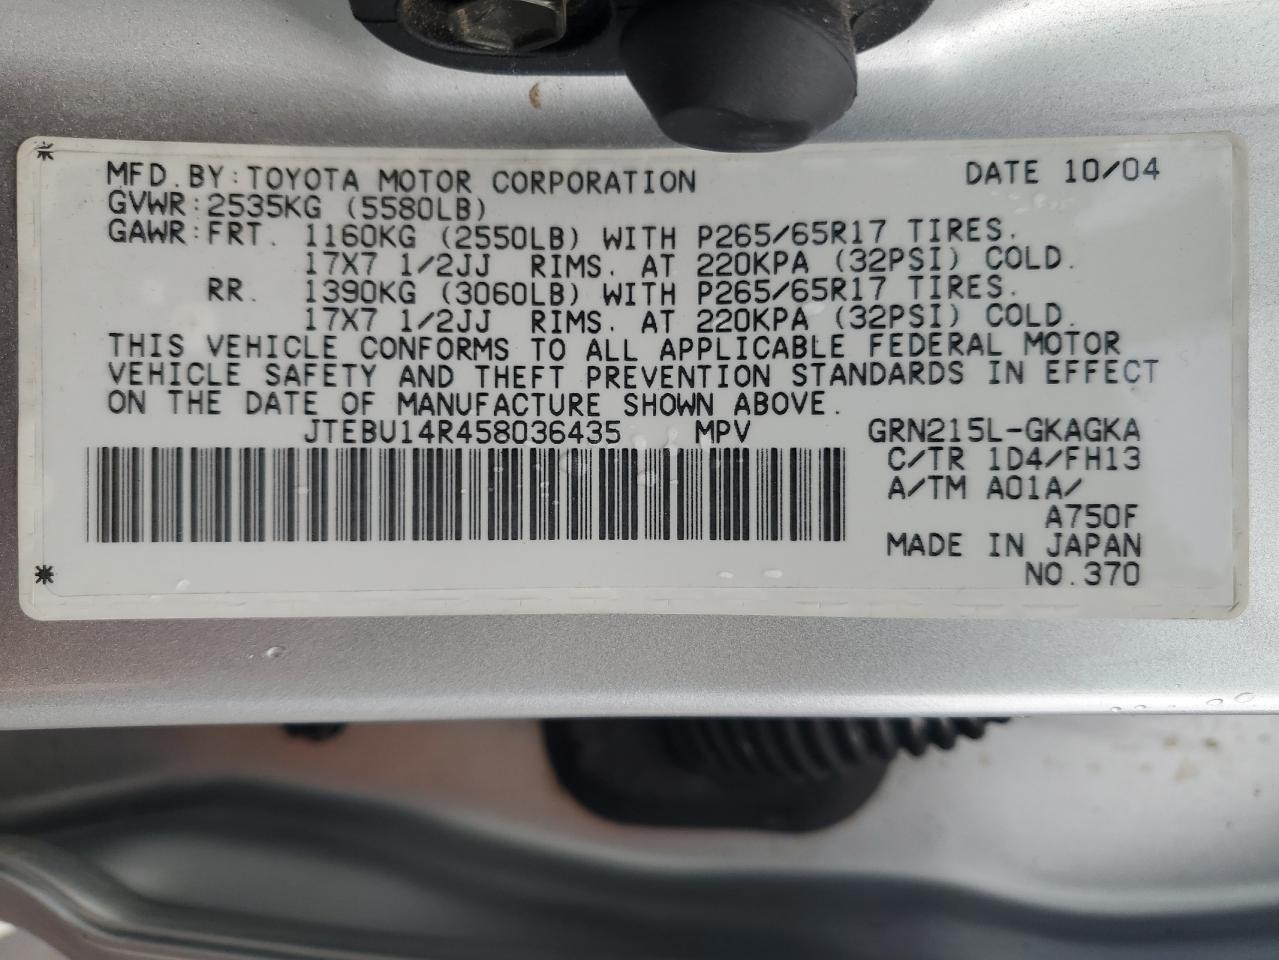 MFD.BY:TOYOTA MOTOR CORPORATION DATE 10/04
GVWR:2535KG (5580LB)
GAWR:FRT. 1160KG (2550LB) WITH P265/65R17 TIRES.
17X7 1/2JJ RIMS. AT 220KPA (32PSI) COLD.
RR. 1390KG (3060LB) WITH P265/65R17 TIRES.
17X7 1/2JJ RIMS. AT 220KPA (32PSI) COLD.
THIS VEHICLE CONFORMS TO ALL APPLICABLE FEDERAL MOTOR
VEHICLE SAFETY AND THEFT PREVENTION STANDARDS IN EFFECT
ON THE DATE OF MANUFACTURE SHOWN ABOVE.
JTEBU14R458036435 MPV GRN215L-GKAGKA
C/TR 1D4/FH13
A/TM A01A/
A750F
MADE IN JAPAN
NO.370